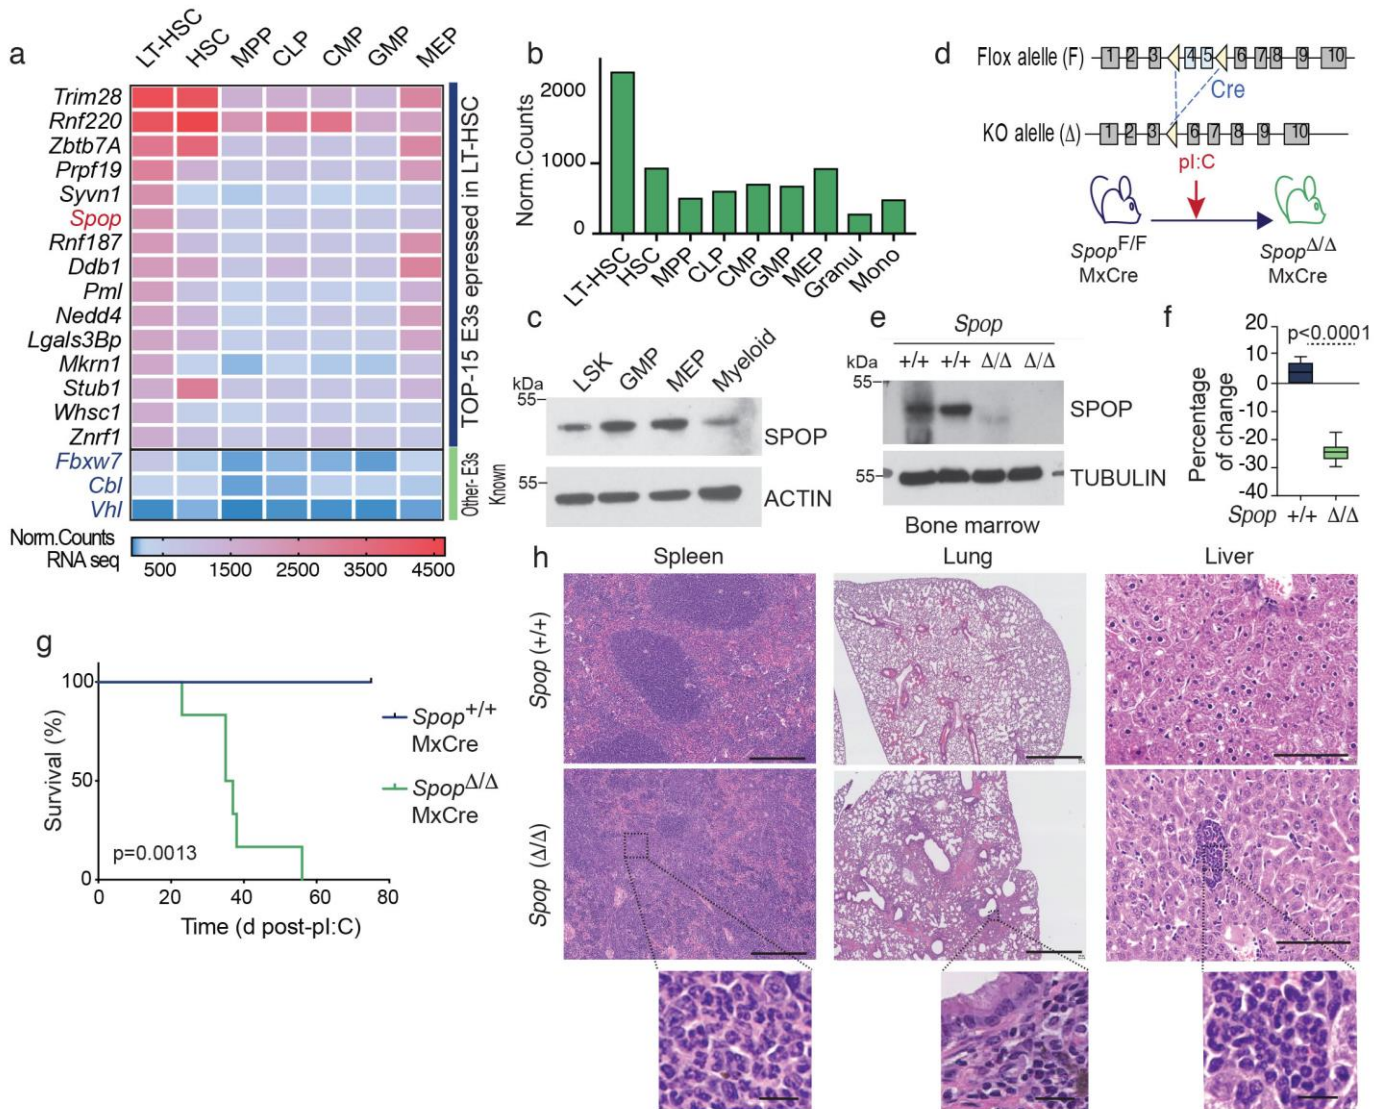 a
LT-HSC
HSC
MPP
CLP
CMP
GMP
MEP
Trim28
Rnf220
Zbtb7A
Prpf19
Syvn1
Spop
Rnf187
Ddb1
Pml
Nedd4
Lgals3Bp
Mkrn1
Stub1
Whsc1
Znrf1
Fbxw7
Cbl
Vhl
TOP-15 E3s epressed in LT-HSC
Other- E3s
Known
Norm.Counts
RNA seq
500 1500 2500 3500 4500
b
Norm.Counts
2000
1000
0
LT-HSC
HSC
MPP
CLP
CMP
GMP
MEP
Granul
Mono
c
LSK
GMP
MEP
Myeloid
kDa
55
SPOP
55
ACTIN
d
Flox alelle (F)
1 2 3 4 5 6 7 8 9 10
Cre
KO alelle (Δ)
1 2 3 6 7 8 9 10
pI:C
Spop F/F
MxCre
Spop Δ/Δ
MxCre
e
Spop
kDa +/+ +/+ Δ/Δ Δ/Δ
55
SPOP
55
TUBULIN
Bone marrow
f
Percentage
of change
20
10
0
-10
-20
-30
-40
p<0.0001
Spop +/+ Δ/Δ
g
Survival (%)
100
50
0
p=0.0013
0 20 40 60 80
Time (d post-pI:C)
Spop+/+
MxCre
SpopΔ/Δ
MxCre
h
Spleen Lung Liver
Spop (+/+)
Spop (Δ/Δ)